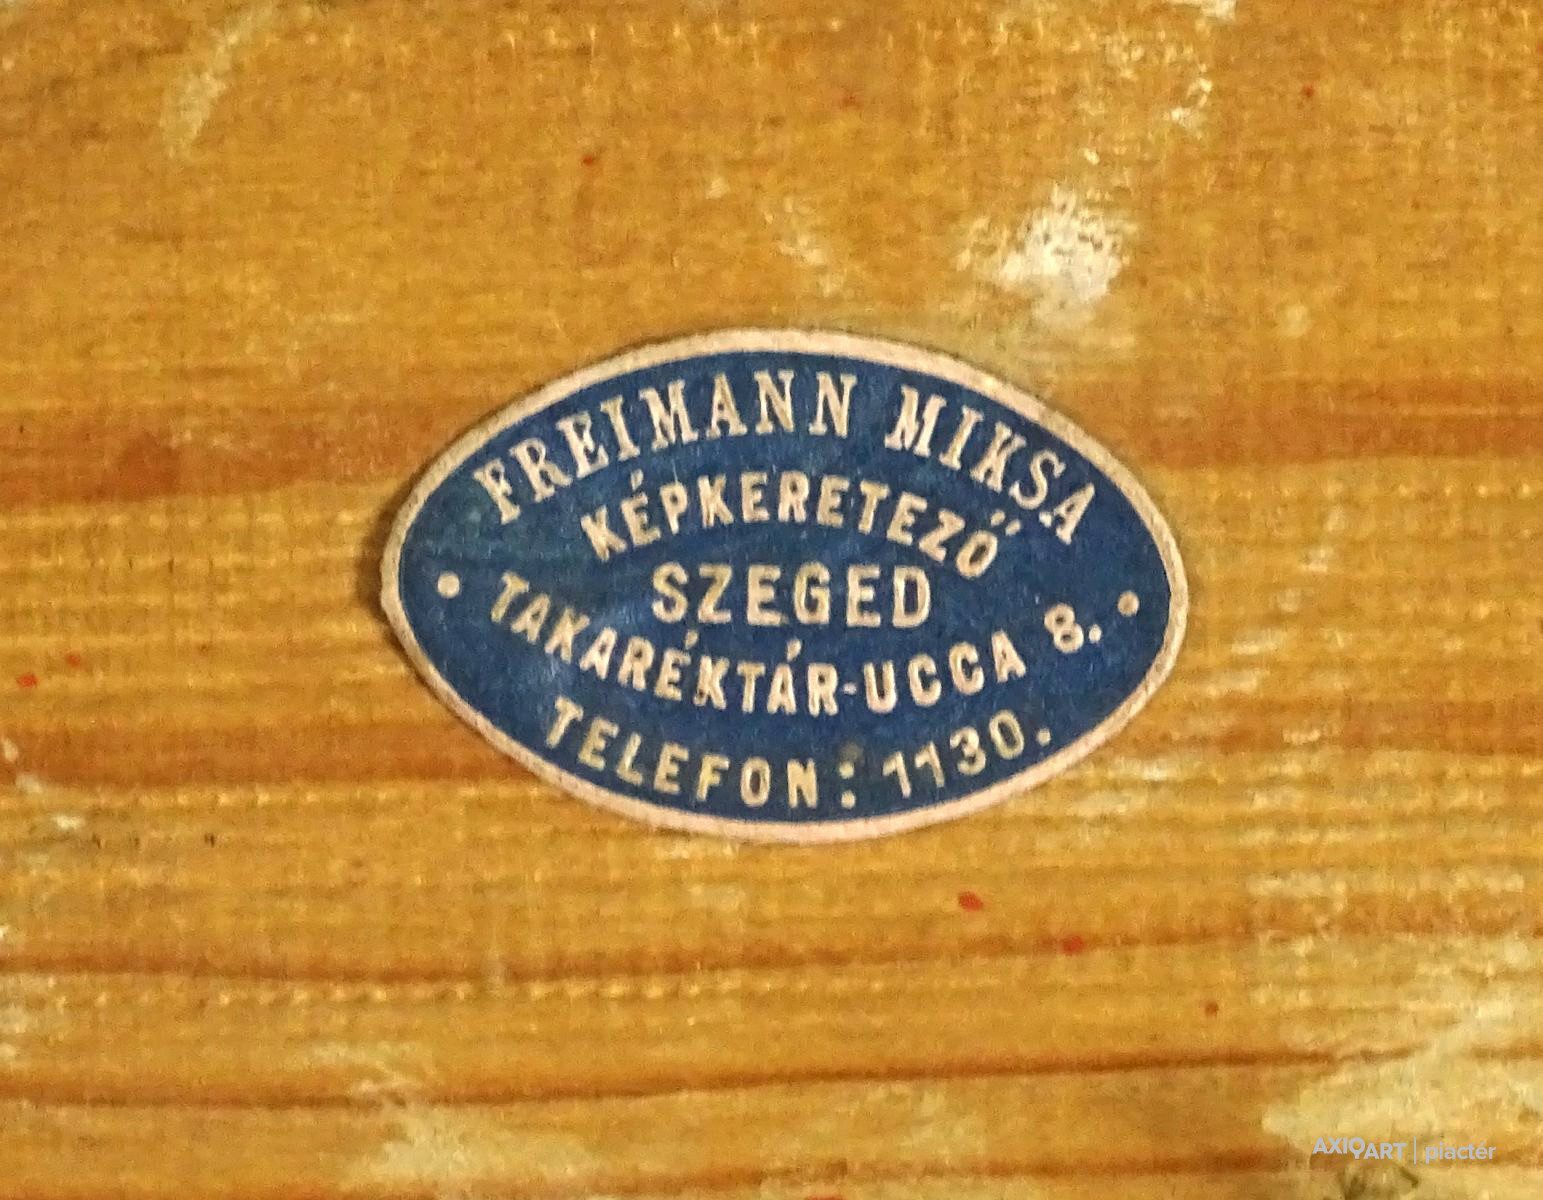 FREIMANN MIKSA
KÉPKERETEZŐ
SZEGED
TAKARÉKTÁR-UCCA 8.
TELEFON: 1130.
AXIOART | piactér